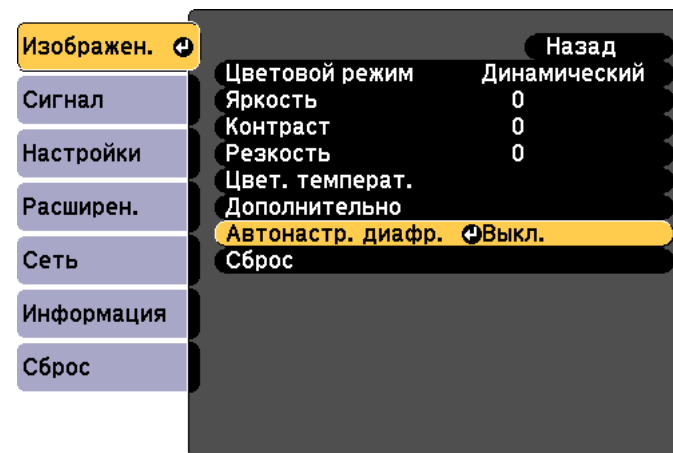 Изображен.
Сигнал
Настройки
Расширен.
Сеть
Информация
Сброс
Назад
Цветовой режим Динамический
Яркость 0
Контраст 0
Резкость 0
Цвет. температ.
Дополнительно
Автонастр. диафр. Выкл.
Сброс